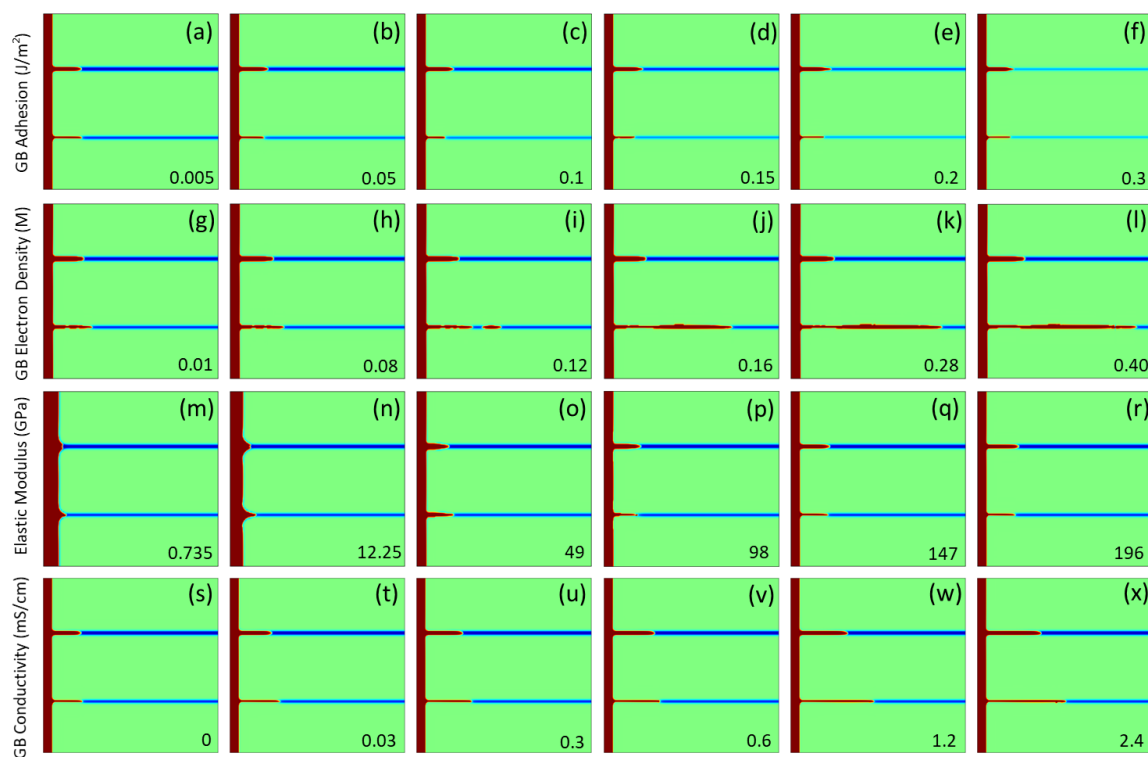 GB Adhesion (J/m²)
(a) (b) (c) (d) (e) (f)
0.005 0.05 0.1 0.15 0.2 0.3
GB Electron Density (M)
(g) (h) (i) (j) (k) (l)
0.01 0.08 0.12 0.16 0.28 0.40
Elastic Modulus (GPa)
(m) (n) (o) (p) (q) (r)
0.735 12.25 49 98 147 196
GB Conductivity (mS/cm)
(s) (t) (u) (v) (w) (x)
0 0.03 0.3 0.6 1.2 2.4